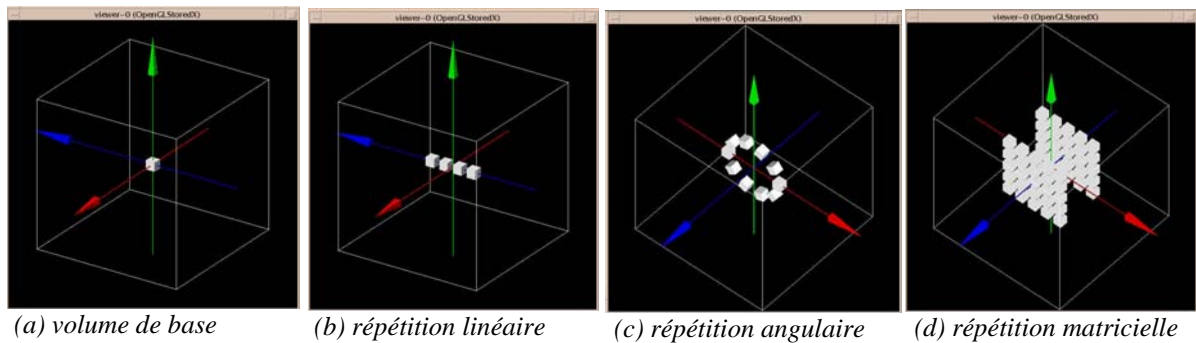 viewer-0 (OpenGLStoredX)
viewer-0 (OpenGLStoredX)
viewer-0 (OpenGLStoredX)
viewer-0 (OpenGLStoredX)
(a) volume de base
(b) répétition linéaire
(c) répétition angulaire
(d) répétition matricielle